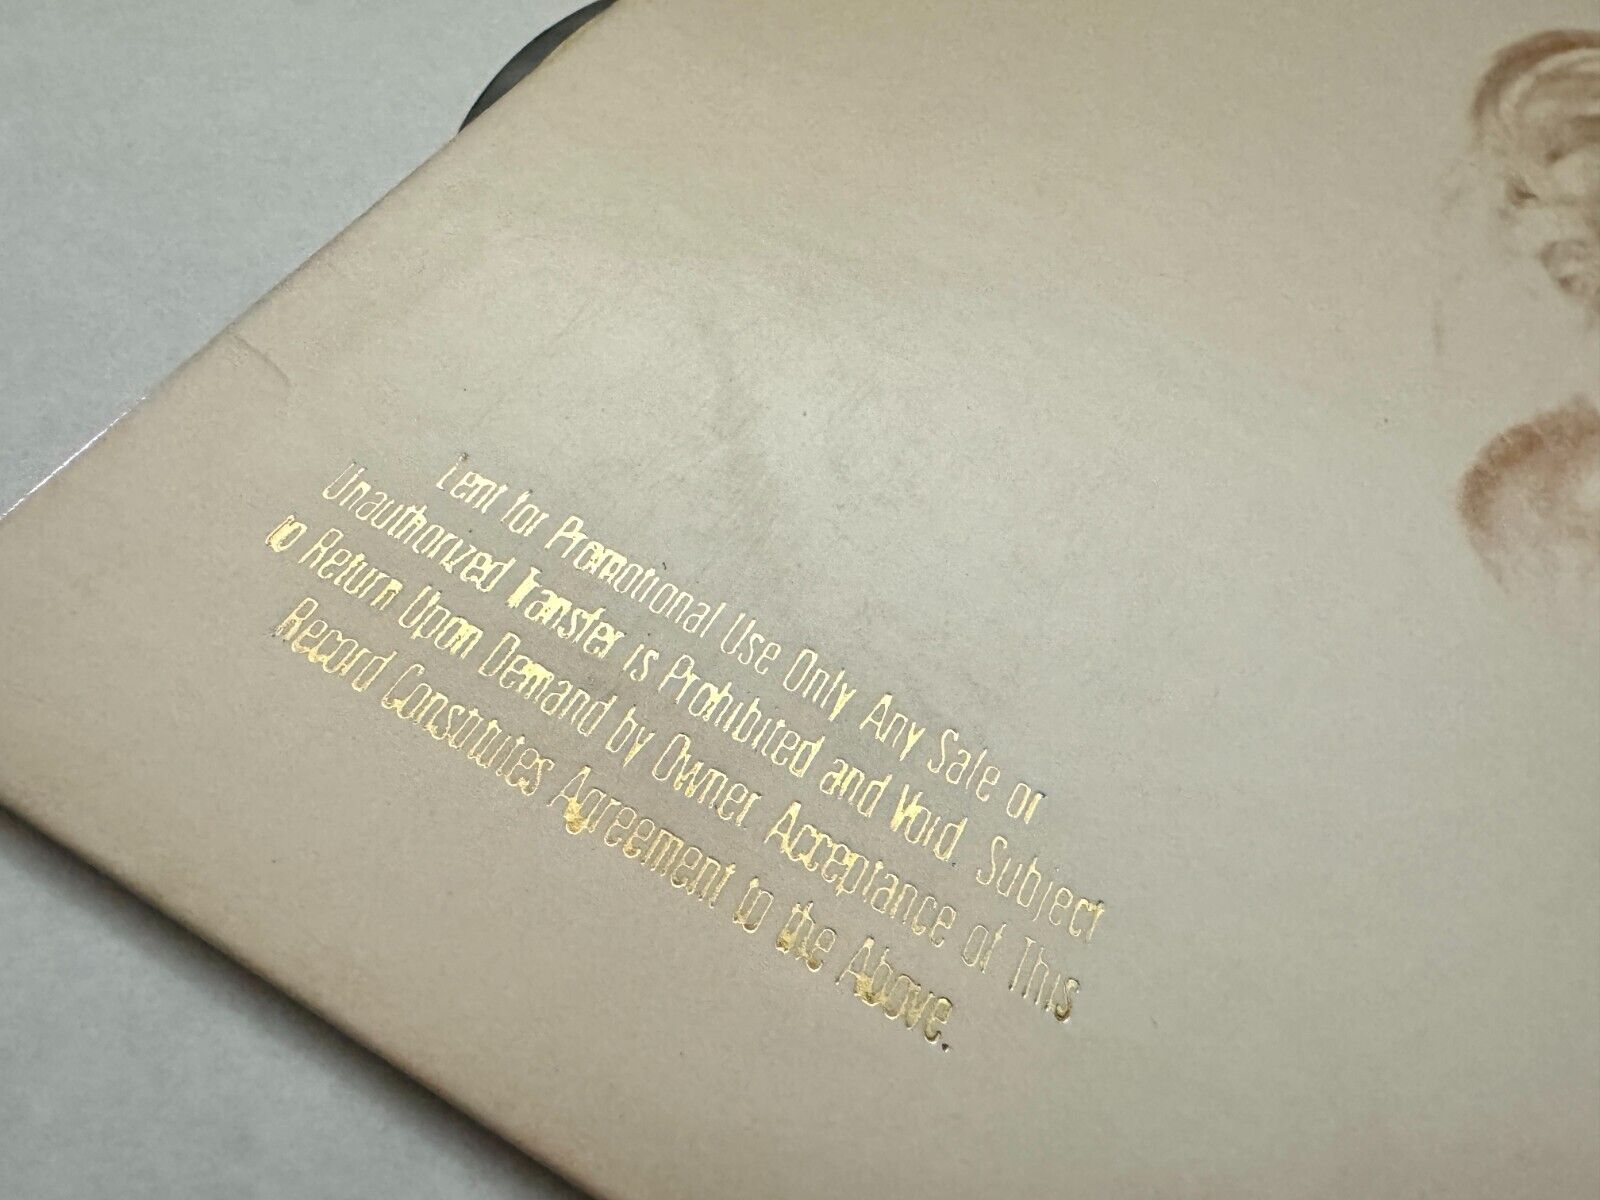 Lent for Promotional Use Only Any Sale or
Unauthorized Transfer is Prohibited and Void. Subject
to Return Upon Demand by Owner. Acceptance of This
Record Constitutes Agreement to the Above.